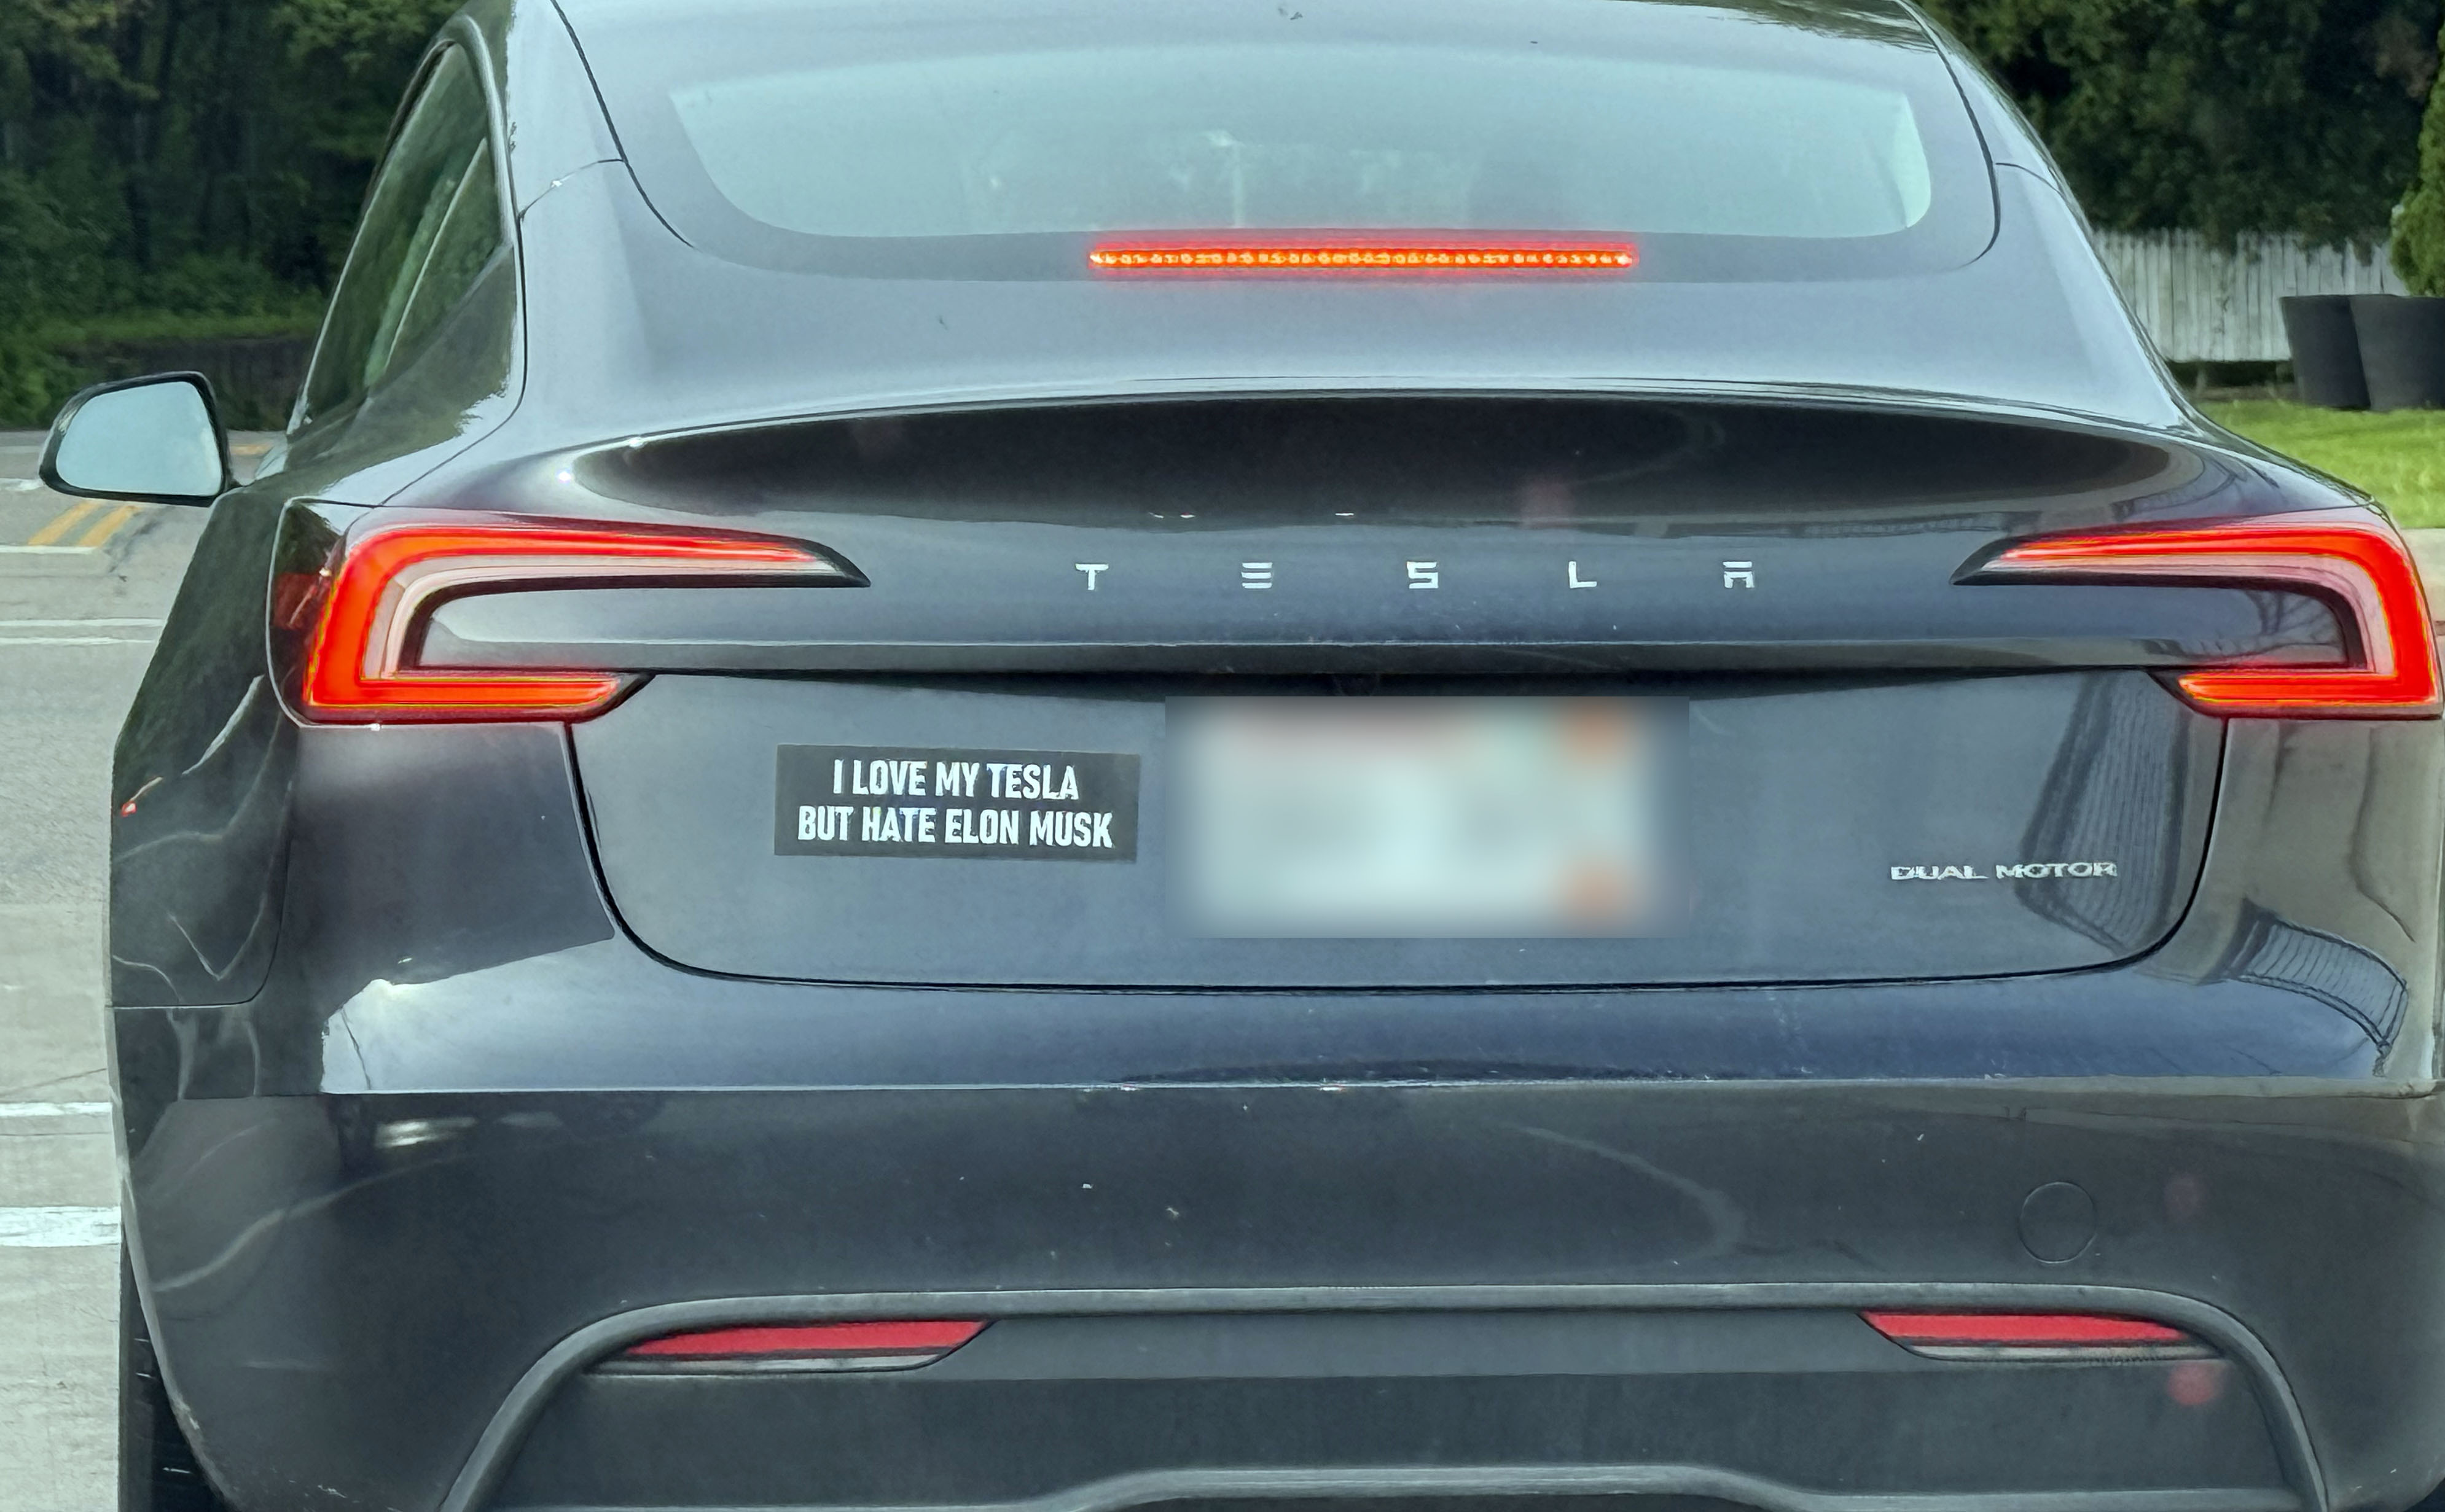 TESLA
I LOVE MY TESLA
BUT HATE ELON MUSK
DUAL MOTOR